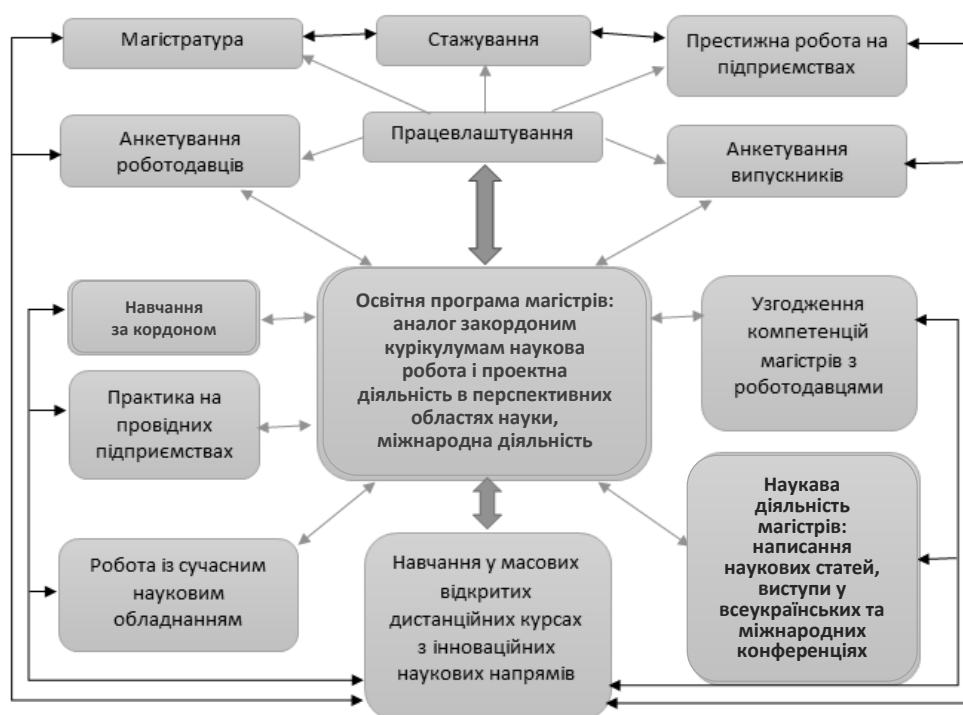 Магістратура
Стажування
Престижна робота на
підприємствах
Анкетування
роботодавців
Працевлаштування
Анкетування
випускників
Навчання
за кордоном
Освітня програма магістрів:
аналог закордоним
курікулумам наукова
робота і проектна
діяльність в перспективних
областях науки,
міжнародна діяльність
Узгодження
компетенцій
магістрів з
роботодавцями
Практика на
провідних
підприємствах
Наукава
діяльність
магістрів:
написання
наукових статей,
виступи у
всеукраїнських та
міжнародних
конференціях
Робота із сучасним
науковим
обладнанням
Навчання у масових
відкритих
дистанційних курсах
з інноваційних
наукових напрямів